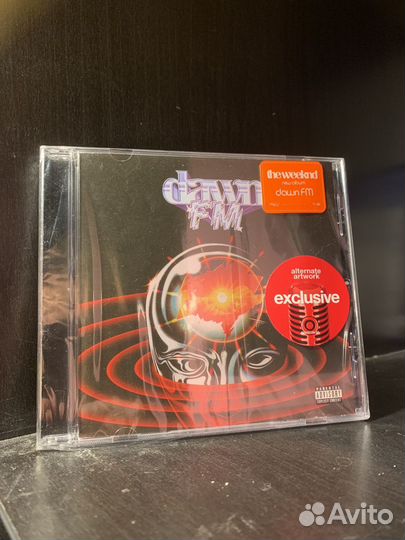 dawn
FM
the weeknd
new album
dawn FM
alternate
artwork
exclusive
PARENTAL
ADVISORY
EXPLICIT CONTENT
Avito